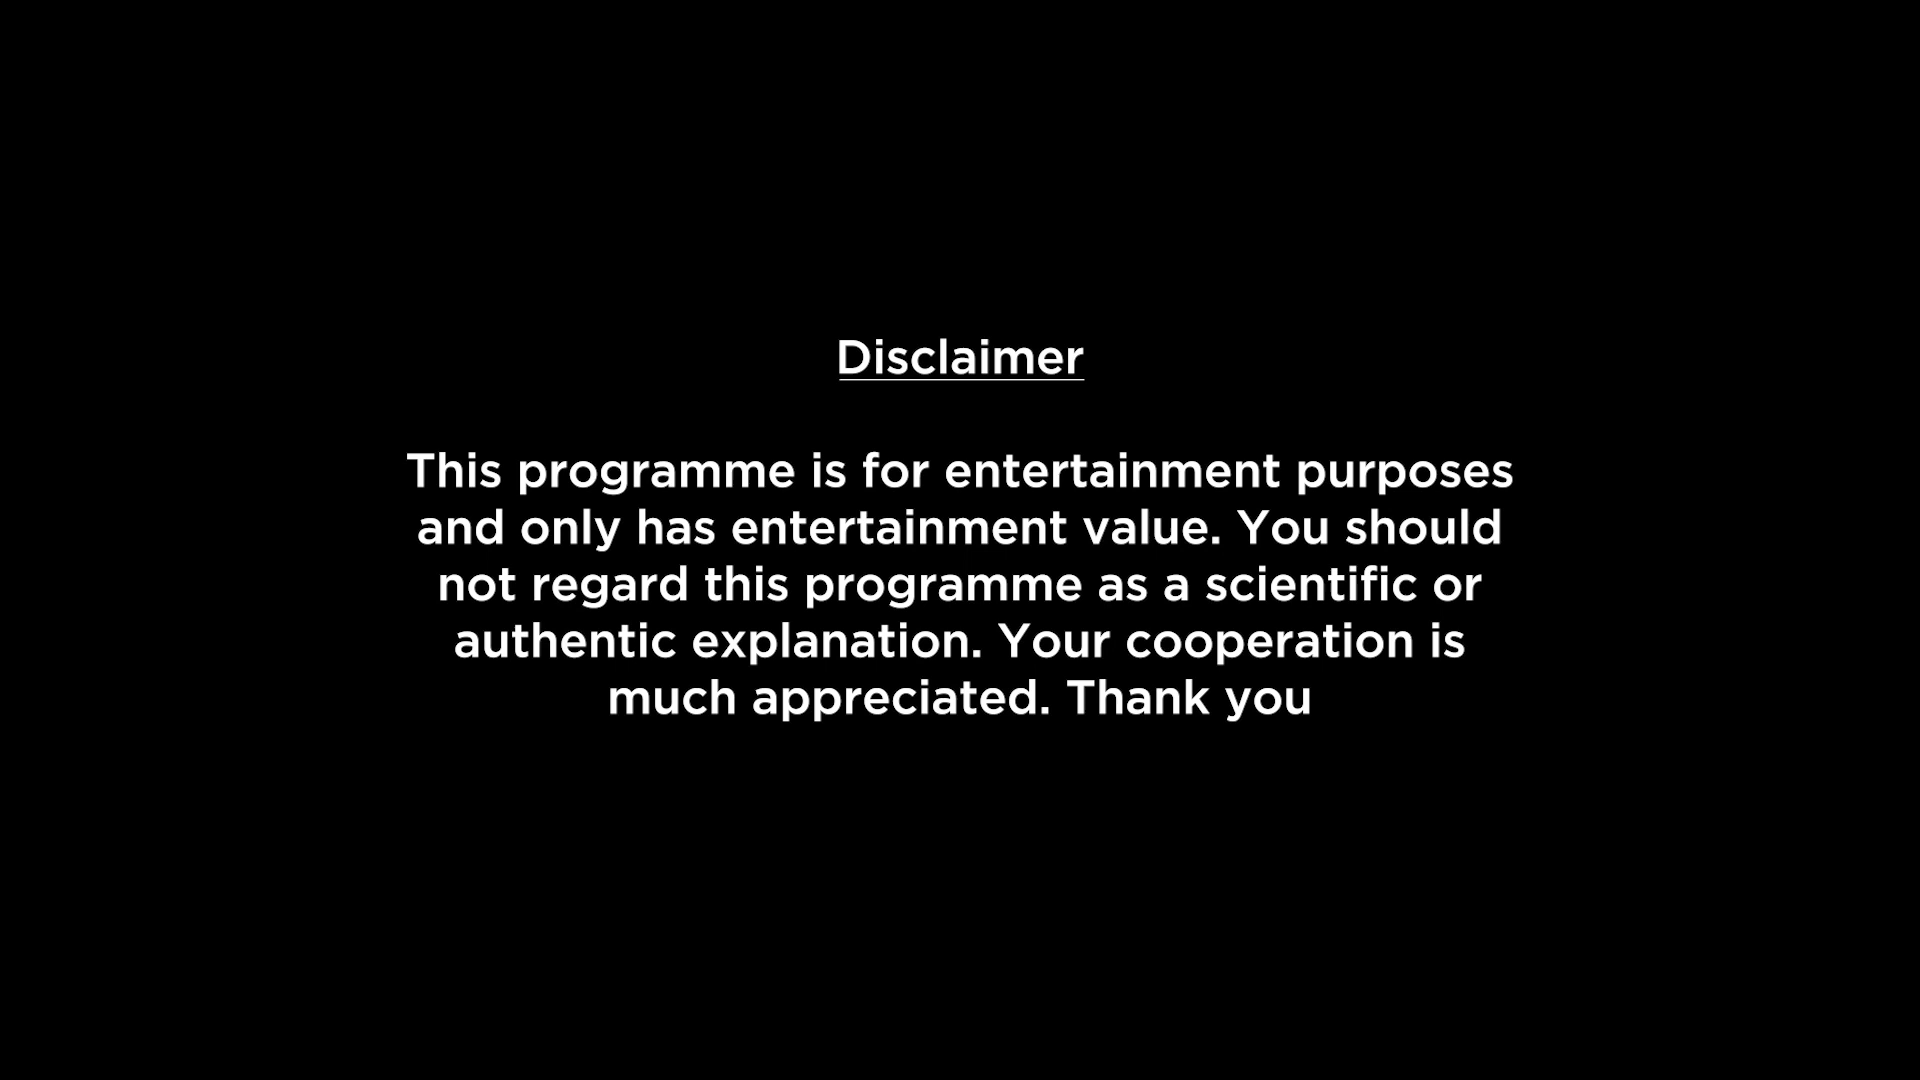 Disclaimer
This programme is for entertainment purposes
and only has entertainment value. You should
not regard this programme as a scientific or
authentic explanation. Your cooperation is
much appreciated. Thank you